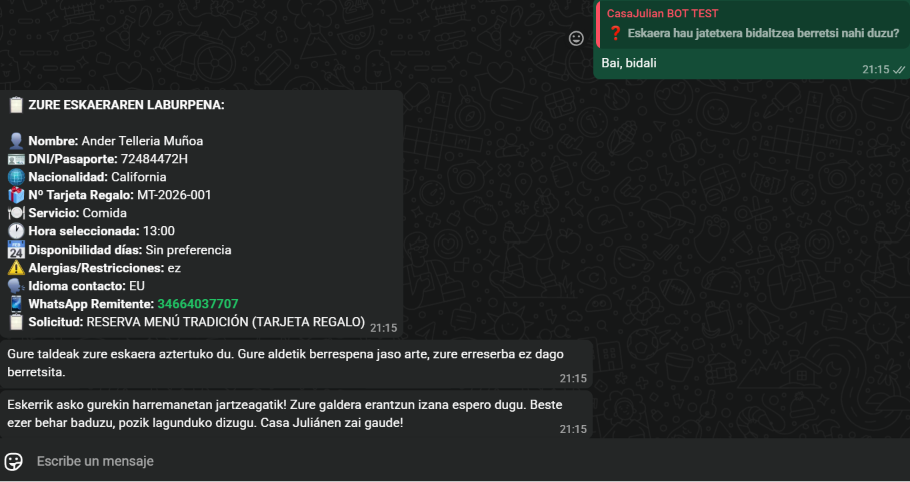 CasaJulian BOT TEST
❓ Eskaera hau jatetxera bidaltzea berretsi nahi duzu?
Bai, bidali
21:15
📋 ZURE ESKAERAREN LABURPENA:
👤 Nombre: Ander Telleria Muñoa
🪪 DNI/Pasaporte: 72484472H
🌐 Nacionalidad: California
🎁 Nº Tarjeta Regalo: MT-2026-001
🍽️ Servicio: Comida
🕐 Hora seleccionada: 13:00
📆 Disponibilidad días: Sin preferencia
⚠️ Alergias/Restricciones: ez
🗣️ Idioma contacto: EU
📱 WhatsApp Remitente: 34664037707
📋 Solicitud: RESERVA MENÚ TRADICIÓN (TARJETA REGALO) 21:15
Gure taldeak zure eskaera aztertuko du. Gure aldetik berrespena jaso arte, zure erreserba ez dago
berretsita.
21:15
Eskerrik asko gurekin harremanetan jartzeagatik! Zure galdera erantzun izana espero dugu. Beste
ezer behar baduzu, pozik lagunduko dizugu. Casa Juliánen zai gaude!
21:15
Escribe un mensaje